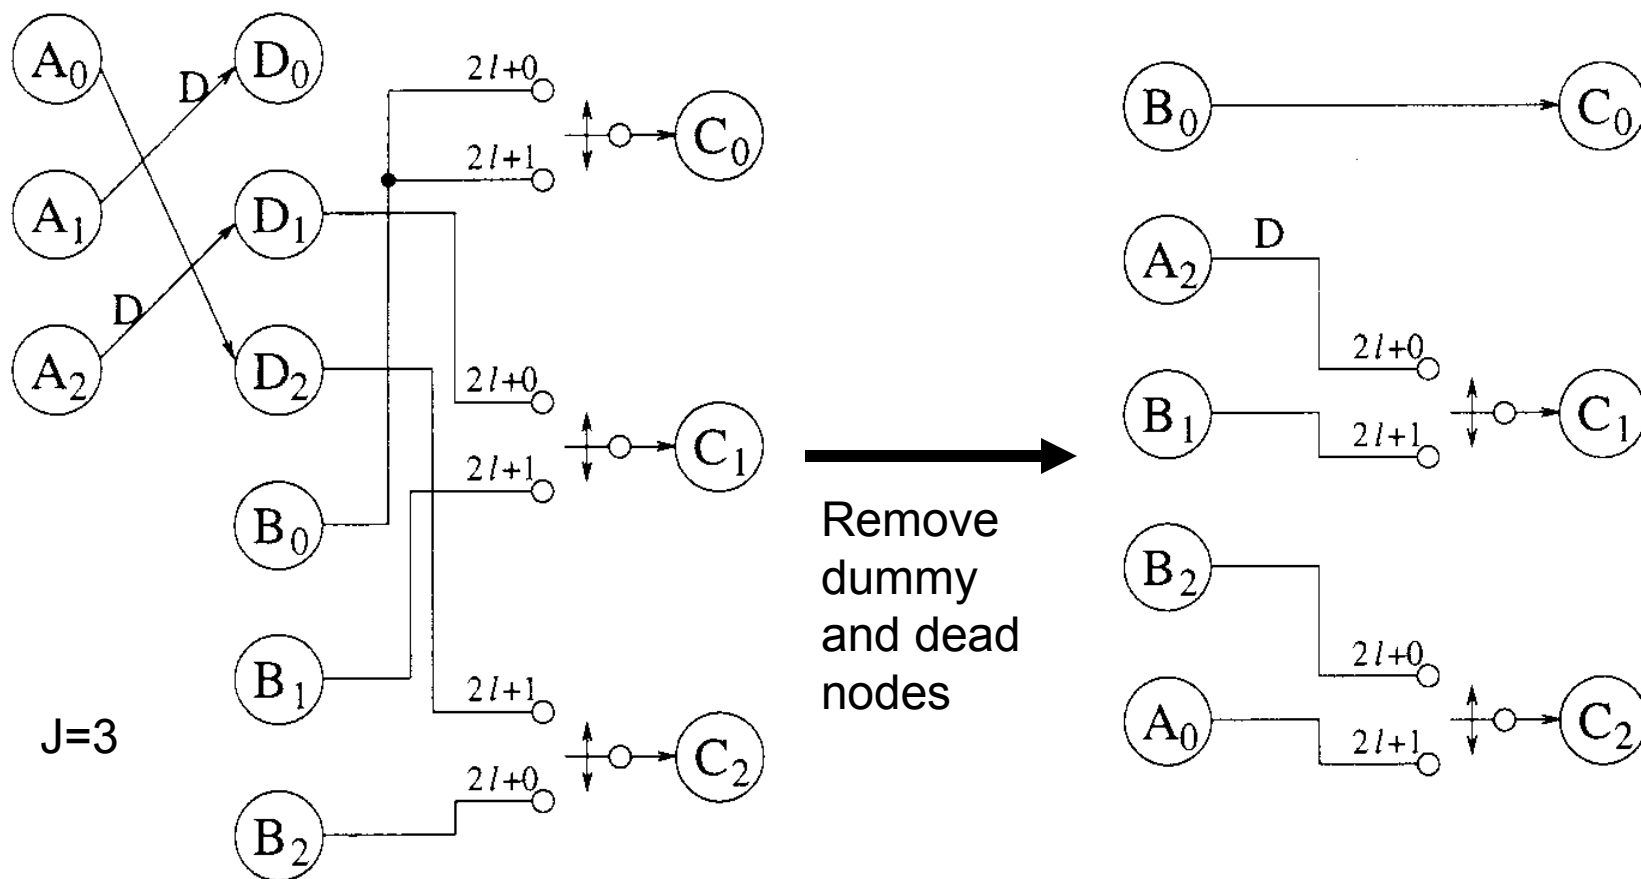 A₀
D₀
D
2l+0
C₀
2l+1
A₁
D₁
D
A₂
D₂
2l+0
C₁
2l+1
B₀
B₁
2l+1
C₂
2l+0
B₂
J=3
Remove
dummy
and dead
nodes
B₀
C₀
A₂
D
2l+0
B₁
C₁
2l+1
B₂
2l+0
A₀
C₂
2l+1